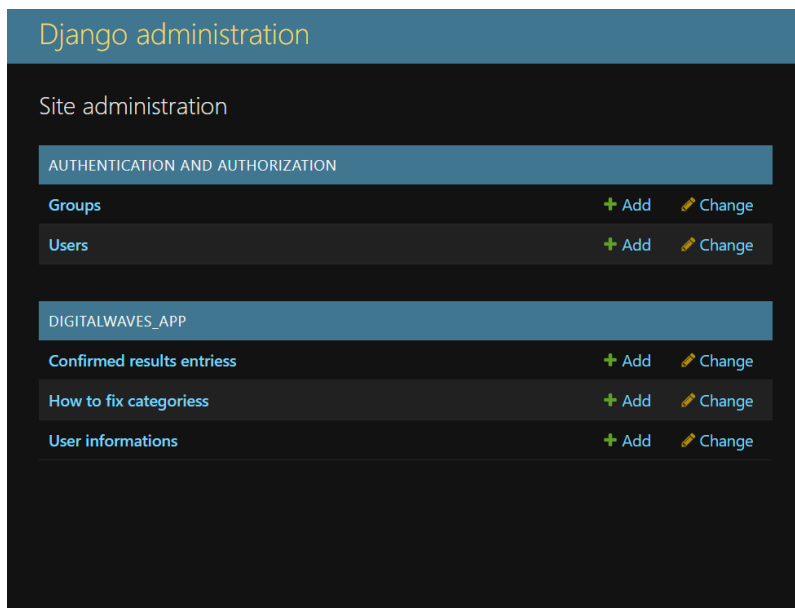 Django administration
Site administration
AUTHENTICATION AND AUTHORIZATION
Groups Add Change
Users Add Change
DIGITALWAVES_APP
Confirmed results entriess Add Change
How to fix categoriess Add Change
User informations Add Change